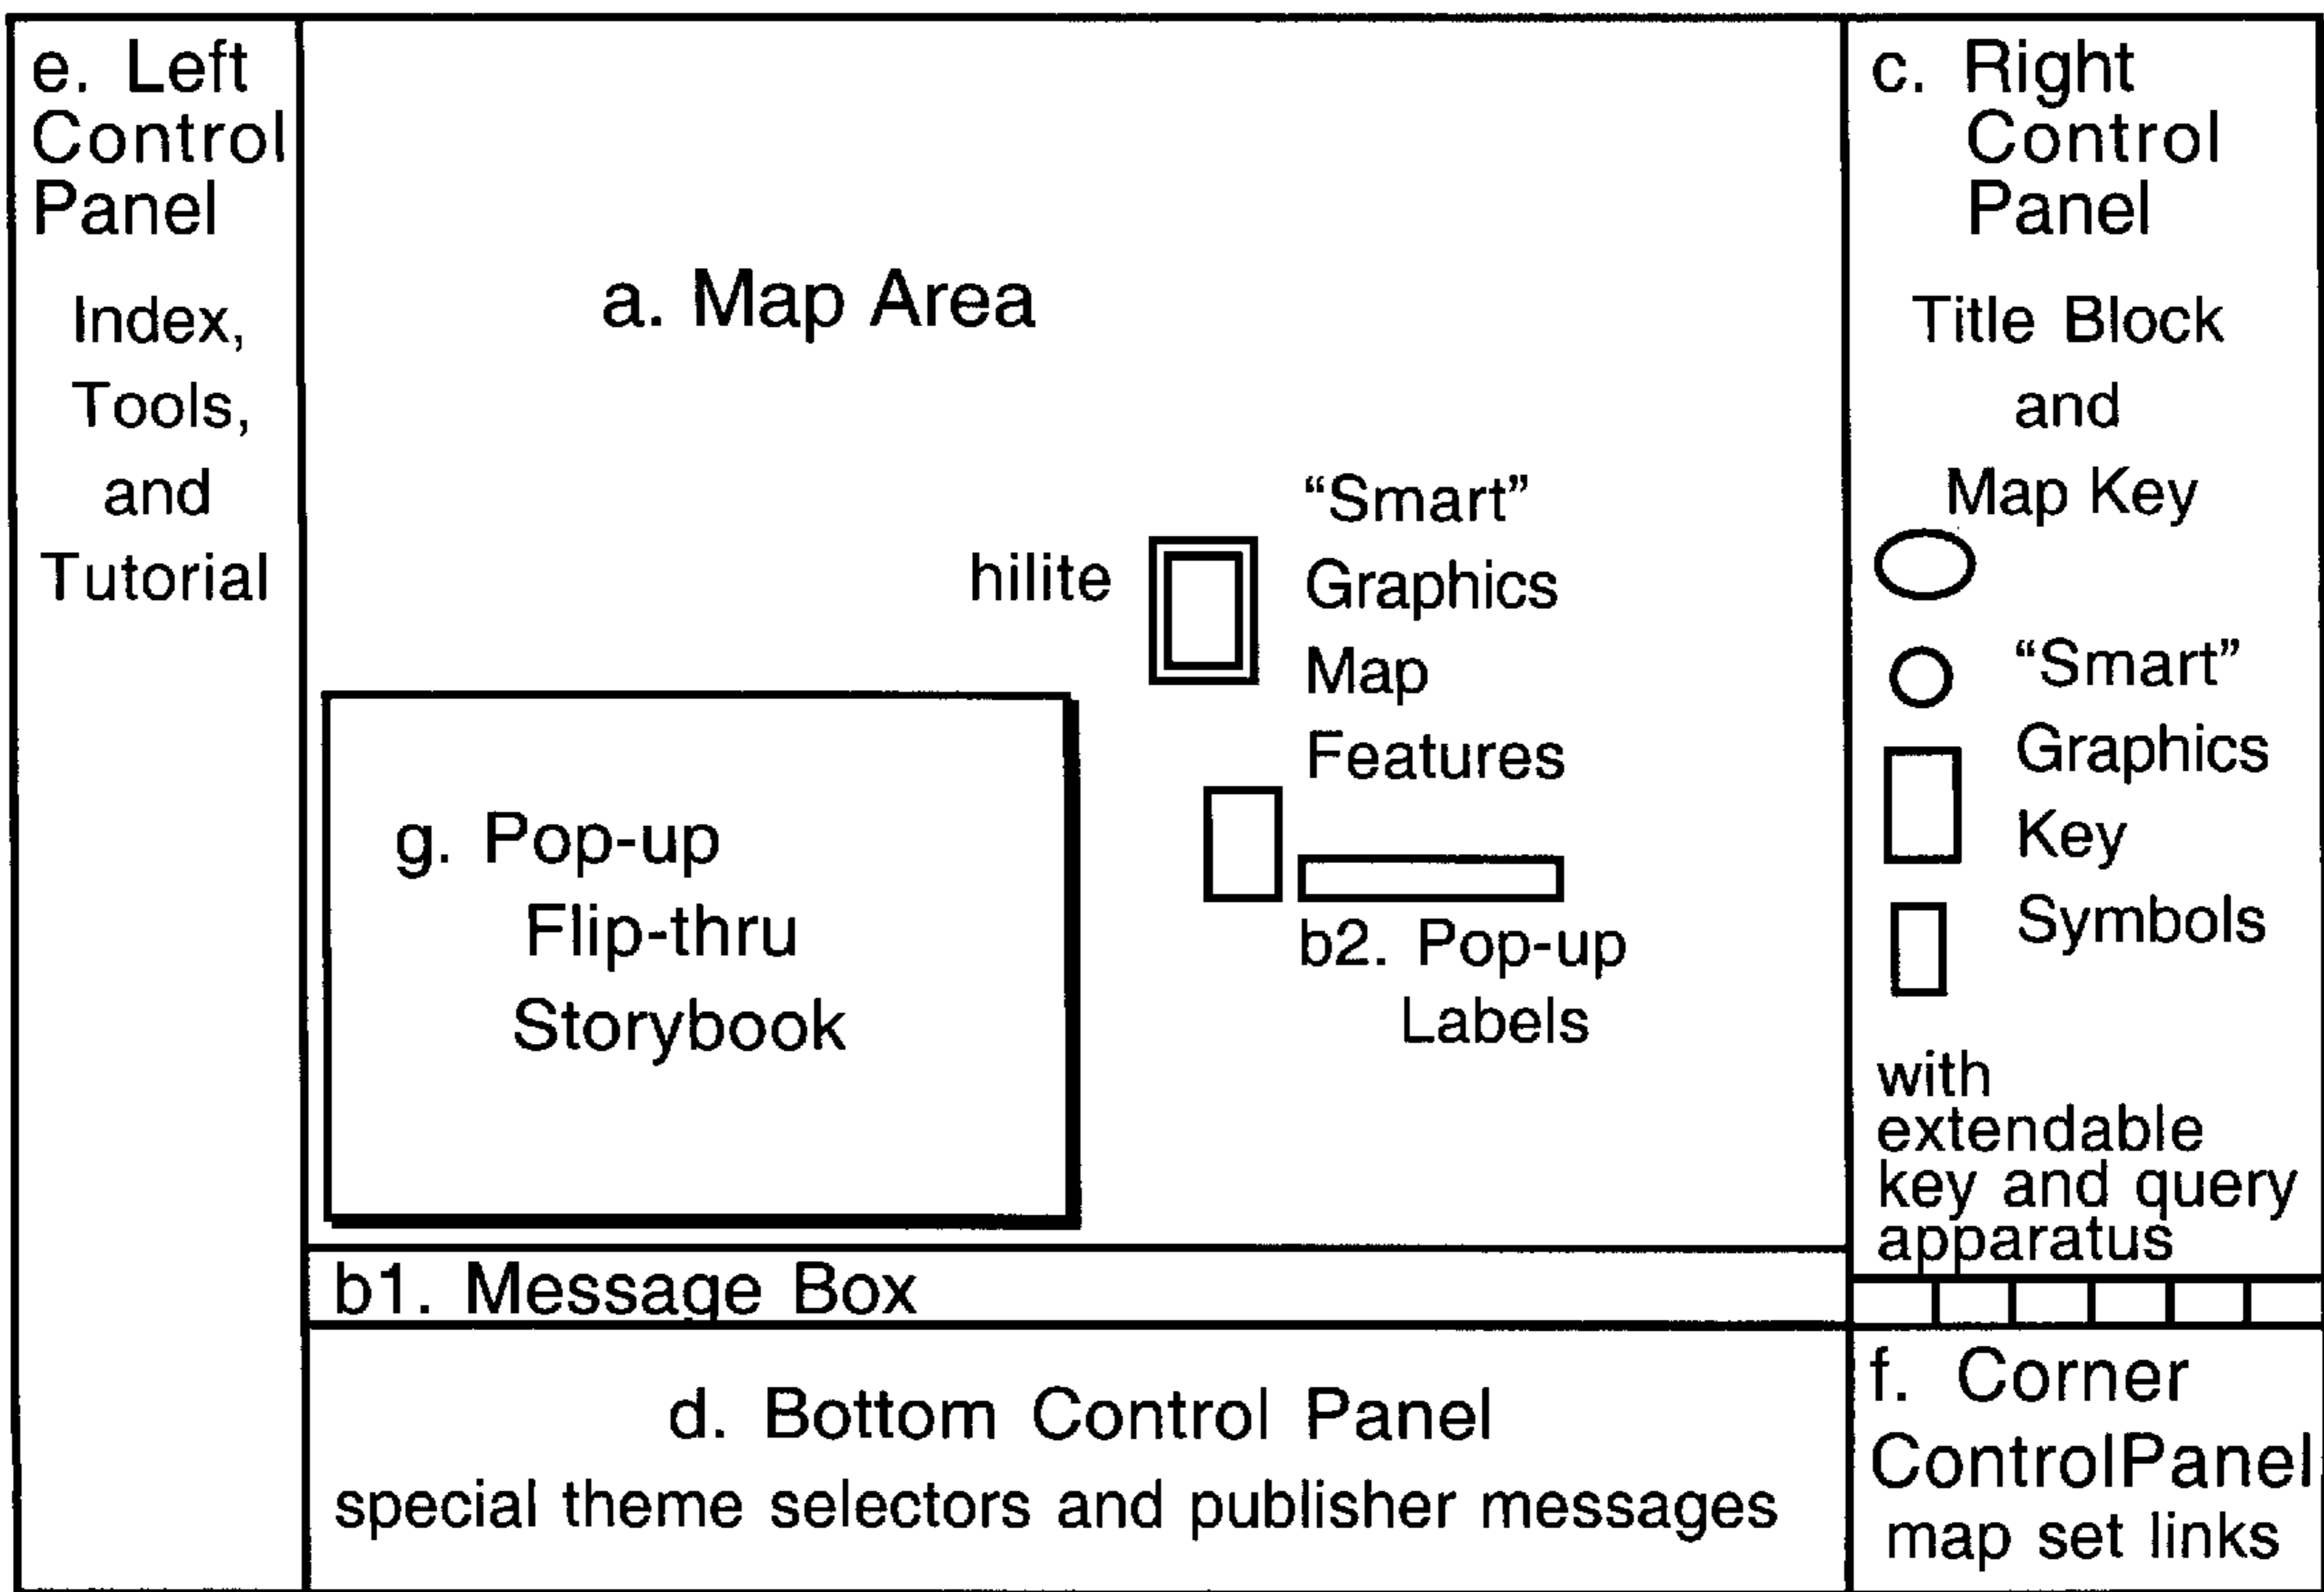 e. Left
Control
Panel
Index,
Tools,
and
Tutorial
a. Map Area
hilite
“Smart”
Graphics
Map
Features
b2. Pop-up
Labels
g. Pop-up
Flip-thru
Storybook
b1. Message Box
d. Bottom Control Panel
special theme selectors and publisher messages
c. Right
Control
Panel
Title Block
and
Map Key
“Smart”
Graphics
Key
Symbols
with
extendable
key and query
apparatus
f. Corner
ControlPanel
map set links